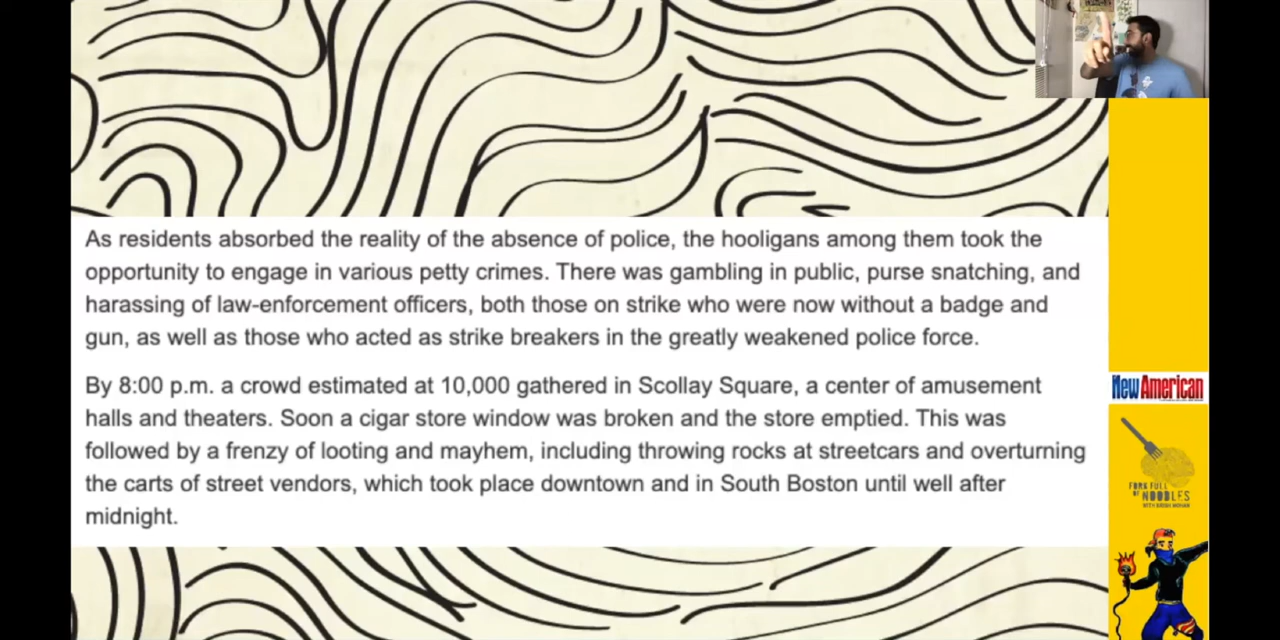 As residents absorbed the reality of the absence of police, the hooligans among them took the
opportunity to engage in various petty crimes. There was gambling in public, purse snatching, and
harassing of law-enforcement officers, both those on strike who were now without a badge and
gun, as well as those who acted as strike breakers in the greatly weakened police force.
By 8:00 p.m. a crowd estimated at 10,000 gathered in Scollay Square, a center of amusement
halls and theaters. Soon a cigar store window was broken and the store emptied. This was
followed by a frenzy of looting and mayhem, including throwing rocks at streetcars and overturning
the carts of street vendors, which took place downtown and in South Boston until well after
midnight.
New American
FORK FULL
OF NOODLES